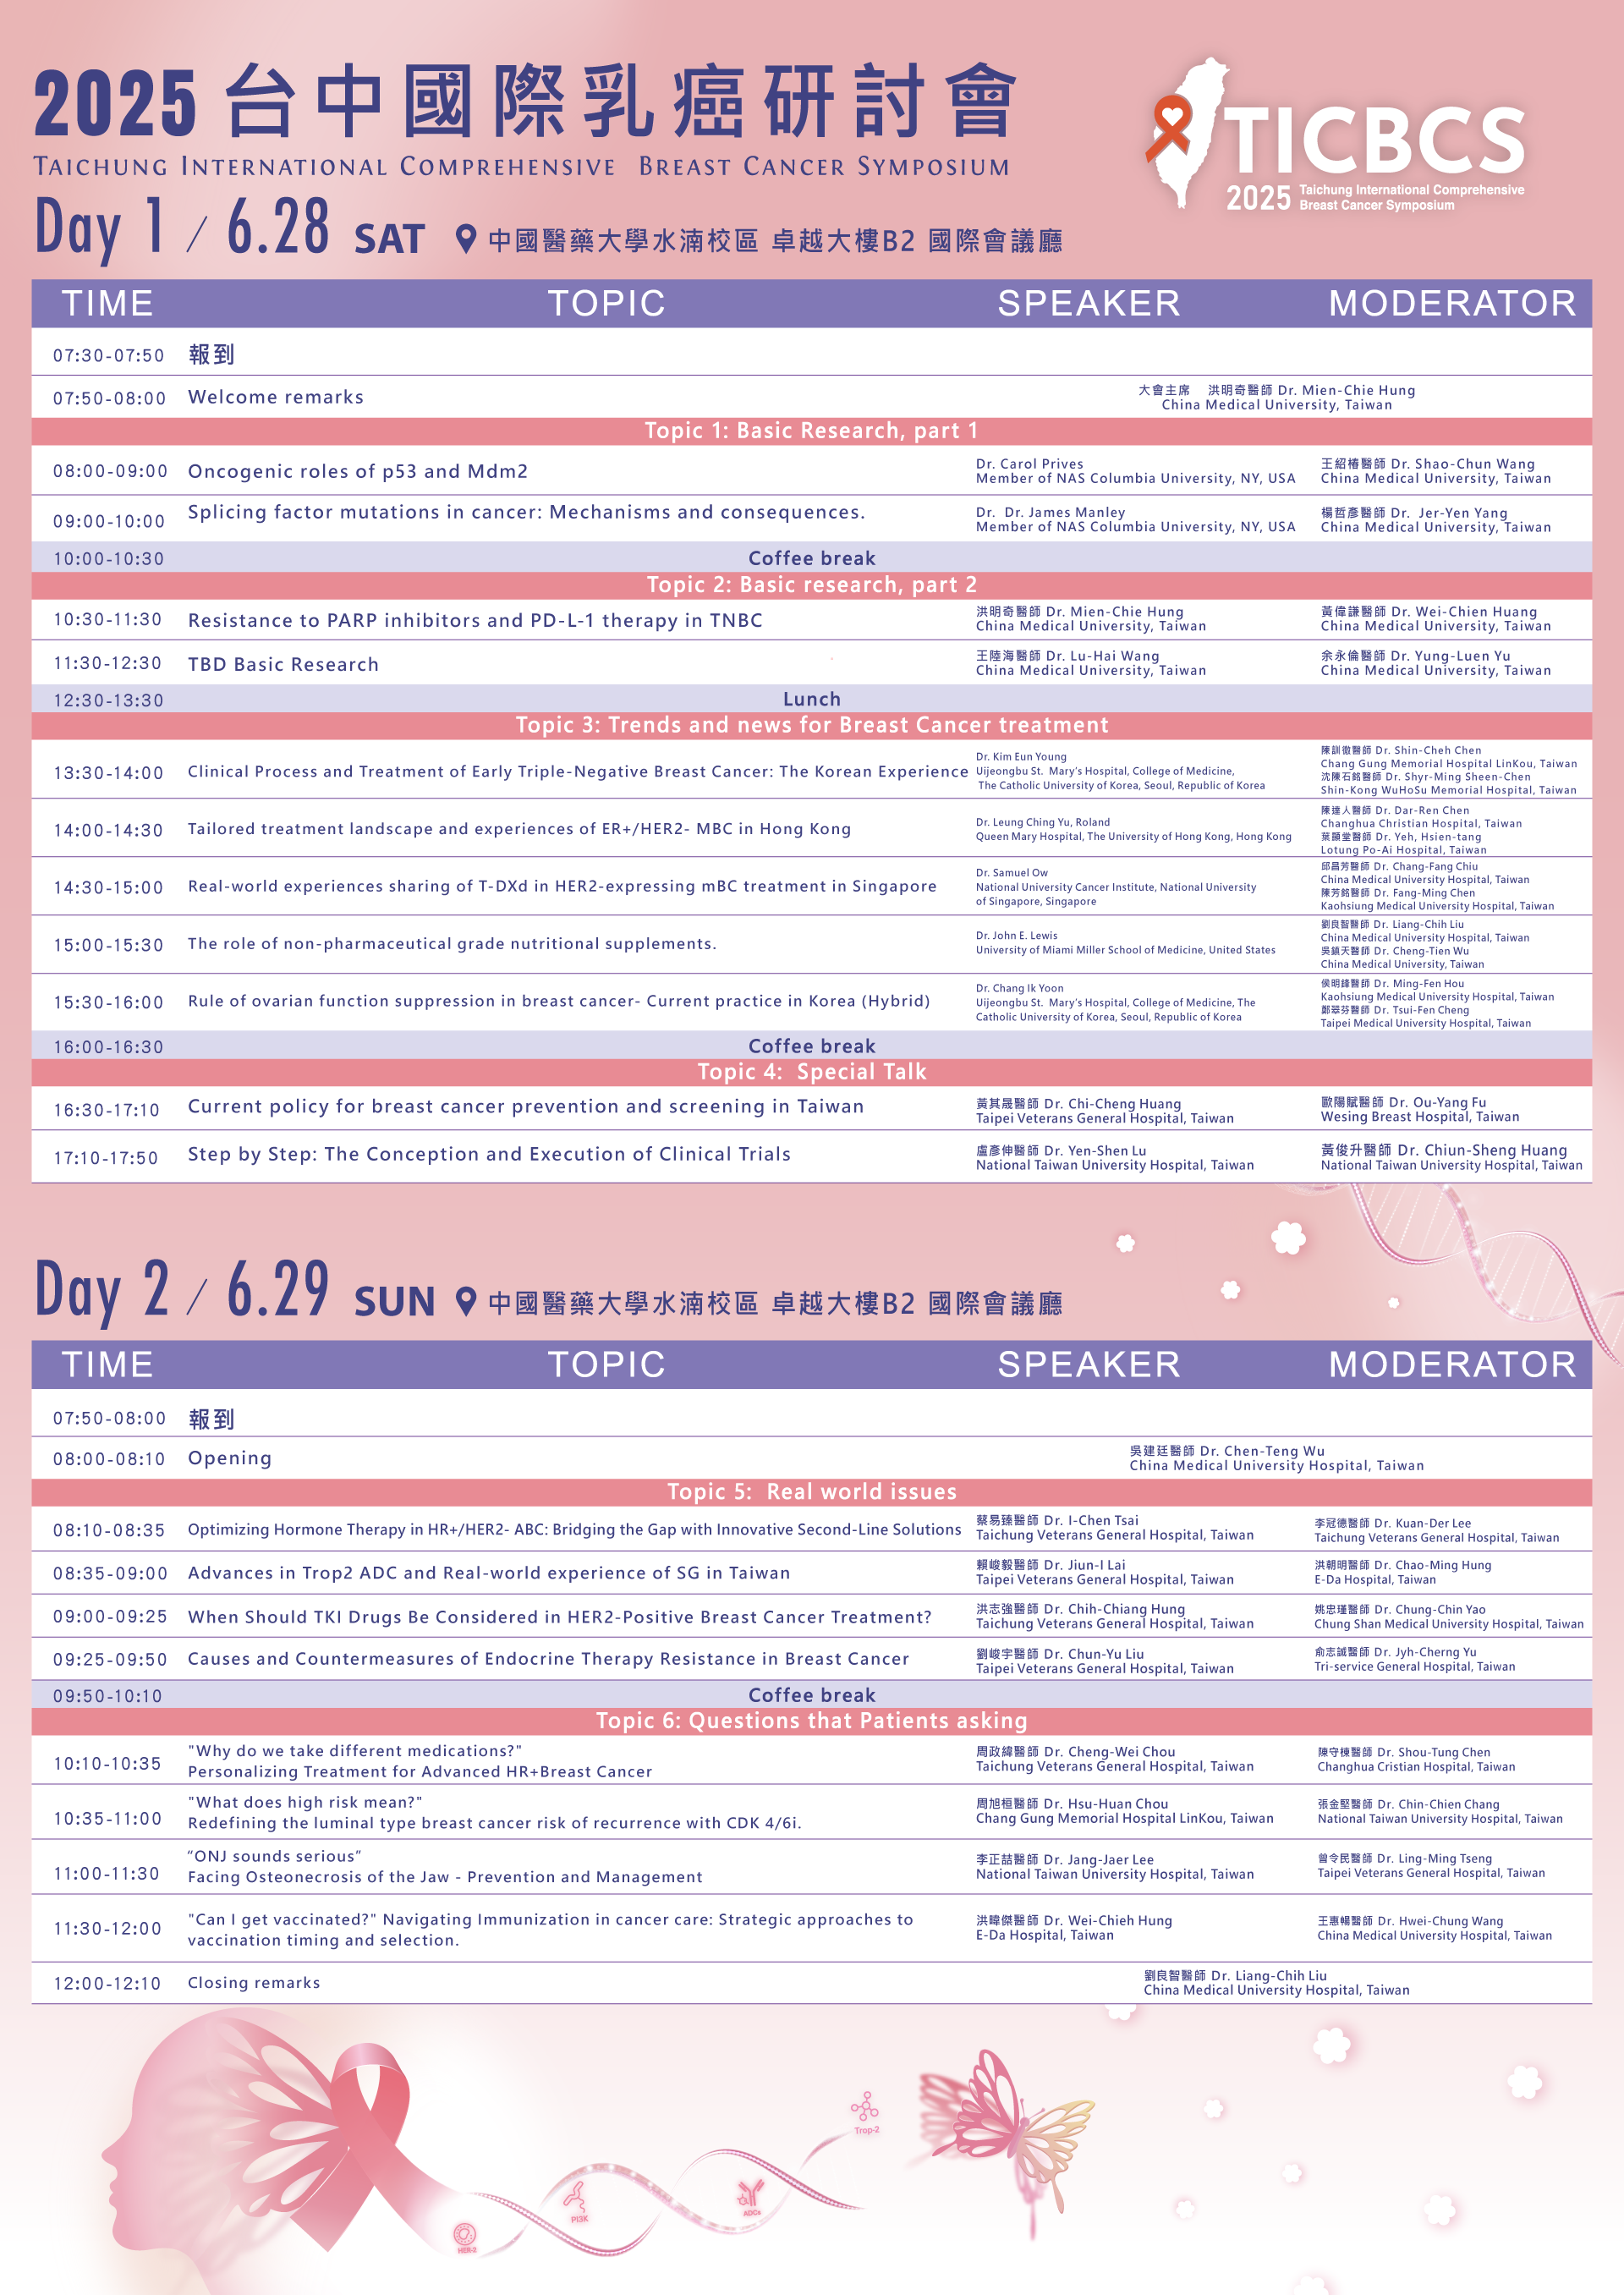 2025 台中國際乳癌研討會
TAICHUNG INTERNATIONAL COMPREHENSIVE BREAST CANCER SYMPOSIUM
TICBCS
2025 Taichung International Comprehensive
Breast Cancer Symposium
Day 1 / 6.28 SAT 中國醫藥大學水湳校區 卓越大樓B2 國際會議廳
TIME TOPIC SPEAKER MODERATOR
07:30-07:50 報到
07:50-08:00 Welcome remarks
大會主席 洪明奇醫師 Dr. Mien-Chie Hung
China Medical University, Taiwan
Topic 1: Basic Research, part 1
08:00-09:00 Oncogenic roles of p53 and Mdm2
Dr. Carol Prives
Member of NAS Columbia University, NY, USA
王紹椿醫師 Dr. Shao-Chun Wang
China Medical University, Taiwan
09:00-10:00 Splicing factor mutations in cancer: Mechanisms and consequences.
Dr. Dr. James Manley
Member of NAS Columbia University, NY, USA
楊哲彥醫師 Dr. Jer-Yen Yang
China Medical University, Taiwan
10:00-10:30 Coffee break
Topic 2: Basic research, part 2
10:30-11:30 Resistance to PARP inhibitors and PD-L-1 therapy in TNBC
洪明奇醫師 Dr. Mien-Chie Hung
China Medical University, Taiwan
黃偉謙醫師 Dr. Wei-Chien Huang
China Medical University, Taiwan
11:30-12:30 TBD Basic Research
王陸海醫師 Dr. Lu-Hai Wang
China Medical University, Taiwan
余永倫醫師 Dr. Yung-Luen Yu
China Medical University, Taiwan
12:30-13:30 Lunch
Topic 3: Trends and news for Breast Cancer treatment
13:30-14:00 Clinical Process and Treatment of Early Triple-Negative Breast Cancer: The Korean Experience
Dr. Kim Eun Young
Uijeongbu St. Mary's Hospital, College of Medicine,
The Catholic University of Korea, Seoul, Republic of Korea
陳訓徹醫師 Dr. Shin-Cheh Chen
Chang Gung Memorial Hospital LinKou, Taiwan
沈陳石銘醫師 Dr. Shyr-Ming Sheen-Chen
Shin-Kong WuHoSu Memorial Hospital, Taiwan
14:00-14:30 Tailored treatment landscape and experiences of ER+/HER2- MBC in Hong Kong
Dr. Leung Ching Yu, Roland
Queen Mary Hospital, The University of Hong Kong, Hong Kong
陳達人醫師 Dr. Dar-Ren Chen
Changhua Christian Hospital, Taiwan
葉顯堂醫師 Dr. Yeh, Hsien-tang
Lotung Po-Ai Hospital, Taiwan
14:30-15:00 Real-world experiences sharing of T-DXd in HER2-expressing mBC treatment in Singapore
Dr. Samuel Ow
National University Cancer Institute, National University
of Singapore, Singapore
邱昌芳醫師 Dr. Chang-Fang Chiu
China Medical University Hospital, Taiwan
陳芳銘醫師 Dr. Fang-Ming Chen
Kaohsiung Medical University Hospital, Taiwan
15:00-15:30 The role of non-pharmaceutical grade nutritional supplements.
Dr. John E. Lewis
University of Miami Miller School of Medicine, United States
劉良智醫師 Dr. Liang-Chih Liu
China Medical University Hospital, Taiwan
吳鎮天醫師 Dr. Cheng-Tien Wu
China Medical University, Taiwan
15:30-16:00 Rule of ovarian function suppression in breast cancer- Current practice in Korea (Hybrid)
Dr. Chang Ik Yoon
Uijeongbu St. Mary's Hospital, College of Medicine, The
Catholic University of Korea, Seoul, Republic of Korea
侯明鋒醫師 Dr. Ming-Fen Hou
Kaohsiung Medical University Hospital, Taiwan
鄭翠芬醫師 Dr. Tsui-Fen Cheng
Taipei Medical University Hospital, Taiwan
16:00-16:30 Coffee break
Topic 4: Special Talk
16:30-17:10 Current policy for breast cancer prevention and screening in Taiwan
黃其晟醫師 Dr. Chi-Cheng Huang
Taipei Veterans General Hospital, Taiwan
歐陽賦醫師 Dr. Ou-Yang Fu
Wesing Breast Hospital, Taiwan
17:10-17:50 Step by Step: The Conception and Execution of Clinical Trials
盧彥伸醫師 Dr. Yen-Shen Lu
National Taiwan University Hospital, Taiwan
黃俊升醫師 Dr. Chiun-Sheng Huang
National Taiwan University Hospital, Taiwan
Day 2 / 6.29 SUN 中國醫藥大學水湳校區 卓越大樓B2 國際會議廳
TIME TOPIC SPEAKER MODERATOR
07:50-08:00 報到
08:00-08:10 Opening
吳建廷醫師 Dr. Chen-Teng Wu
China Medical University Hospital, Taiwan
Topic 5: Real world issues
08:10-08:35 Optimizing Hormone Therapy in HR+/HER2- ABC: Bridging the Gap with Innovative Second-Line Solutions
蔡易臻醫師 Dr. I-Chen Tsai
Taichung Veterans General Hospital, Taiwan
李冠德醫師 Dr. Kuan-Der Lee
Taichung Veterans General Hospital, Taiwan
08:35-09:00 Advances in Trop2 ADC and Real-world experience of SG in Taiwan
賴峻毅醫師 Dr. Jiun-I Lai
Taipei Veterans General Hospital, Taiwan
洪朝明醫師 Dr. Chao-Ming Hung
E-Da Hospital, Taiwan
09:00-09:25 When Should TKI Drugs Be Considered in HER2-Positive Breast Cancer Treatment?
洪志強醫師 Dr. Chih-Chiang Hung
Taichung Veterans General Hospital, Taiwan
姚忠瑾醫師 Dr. Chung-Chin Yao
Chung Shan Medical University Hospital, Taiwan
09:25-09:50 Causes and Countermeasures of Endocrine Therapy Resistance in Breast Cancer
劉峻宇醫師 Dr. Chun-Yu Liu
Taipei Veterans General Hospital, Taiwan
俞志誠醫師 Dr. Jyh-Cherng Yu
Tri-service General Hospital, Taiwan
09:50-10:10 Coffee break
Topic 6: Questions that Patients asking
10:10-10:35 "Why do we take different medications?"
Personalizing Treatment for Advanced HR+Breast Cancer
周政緯醫師 Dr. Cheng-Wei Chou
Taichung Veterans General Hospital, Taiwan
陳守棟醫師 Dr. Shou-Tung Chen
Changhua Cristian Hospital, Taiwan
10:35-11:00 "What does high risk mean?"
Redefining the luminal type breast cancer risk of recurrence with CDK 4/6i.
周旭桓醫師 Dr. Hsu-Huan Chou
Chang Gung Memorial Hospital LinKou, Taiwan
張金堅醫師 Dr. Chin-Chien Chang
National Taiwan University Hospital, Taiwan
11:00-11:30 “ONJ sounds serious”
Facing Osteonecrosis of the Jaw - Prevention and Management
李正喆醫師 Dr. Jang-Jaer Lee
National Taiwan University Hospital, Taiwan
曾令民醫師 Dr. Ling-Ming Tseng
Taipei Veterans General Hospital, Taiwan
11:30-12:00 "Can I get vaccinated?" Navigating Immunization in cancer care: Strategic approaches to
vaccination timing and selection.
洪暐傑醫師 Dr. Wei-Chieh Hung
E-Da Hospital, Taiwan
王惠暢醫師 Dr. Hwei-Chung Wang
China Medical University Hospital, Taiwan
12:00-12:10 Closing remarks
劉良智醫師 Dr. Liang-Chih Liu
China Medical University Hospital, Taiwan
Trop-2
PI3K
ADCs
HER-2